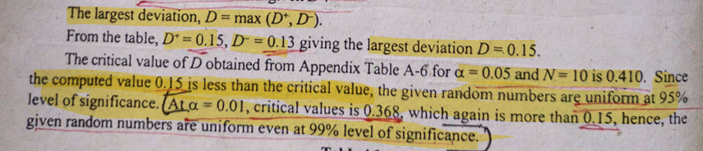 The largest deviation, D = max (D⁺, D⁻).
From the table, D⁺ = 0.15, D⁻ = 0.13 giving the largest deviation D = 0.15.
The critical value of D obtained from Appendix Table A-6 for α = 0.05 and N = 10 is 0.410. Since
the computed value 0.15 is less than the critical value, the given random numbers are uniform at 95%
level of significance. (At α = 0.01, critical values is 0.368, which again is more than 0.15, hence, the
given random numbers are uniform even at 99% level of significance.)